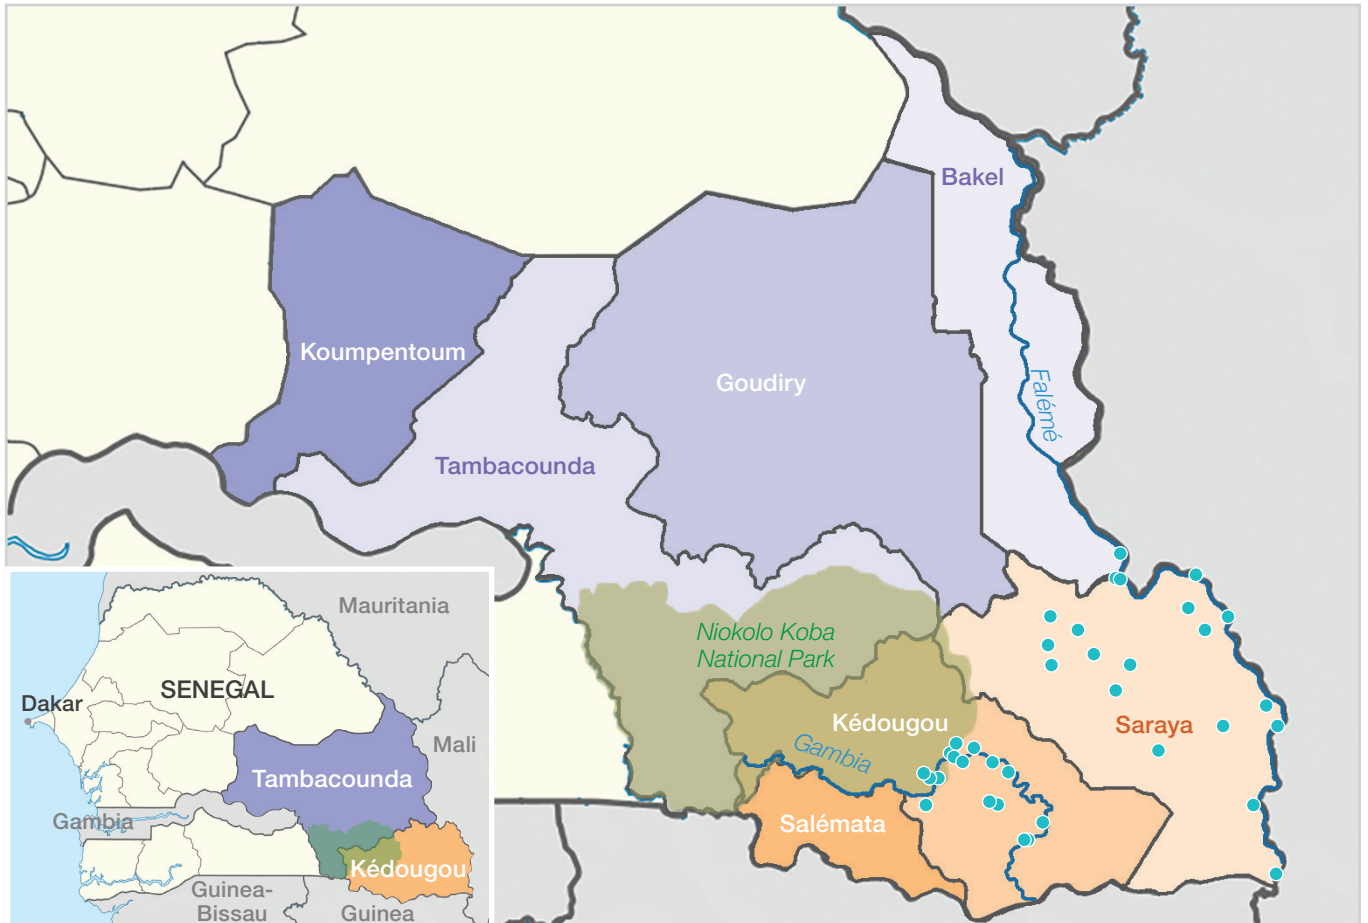 Bakel
Koumpentoum
Goudiry
Falémé
Tambacounda
Niokolo Koba
National Park
Kédougou
Saraya
Gambia
Salémata
Mauritania
SENEGAL
Dakar
Mali
Tambacounda
Gambia
Kédougou
Guinea-
Bissau
Guinea